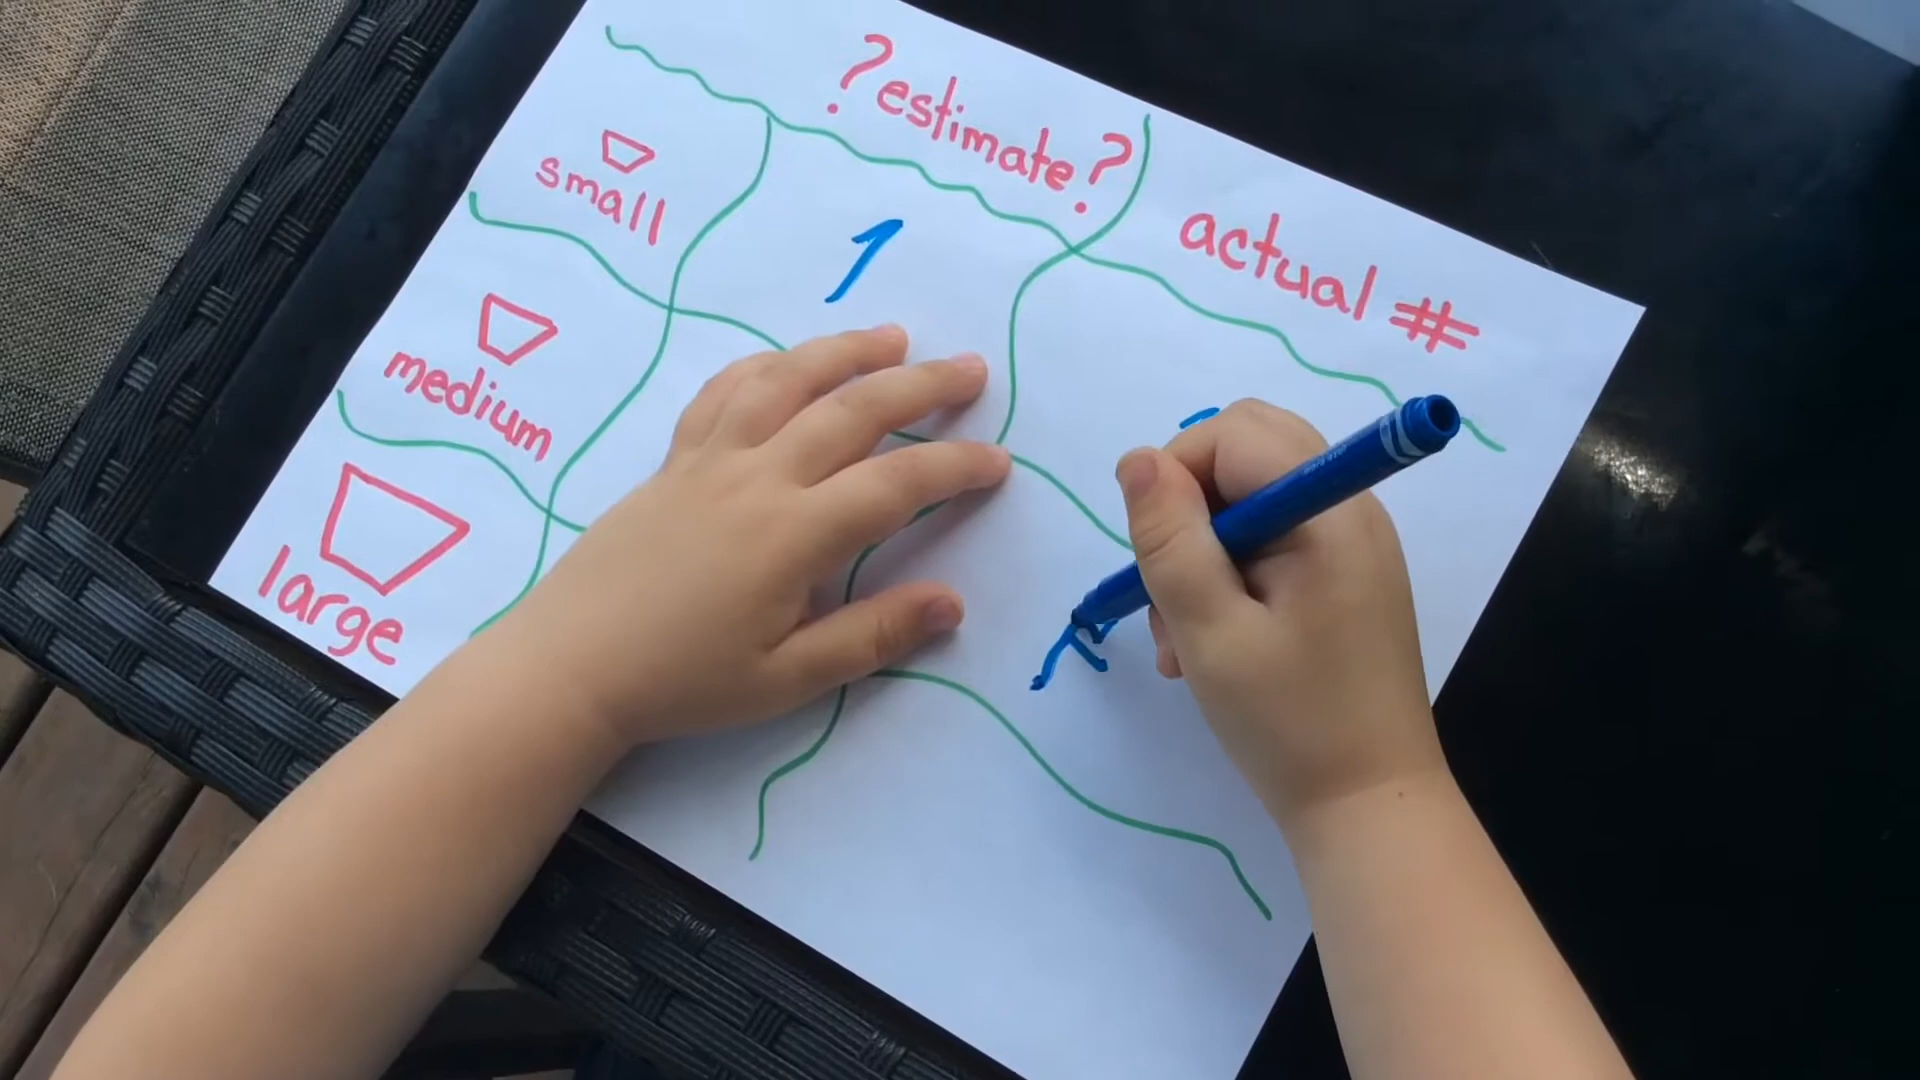 ? estimate?
actual #
small
1
medium
large